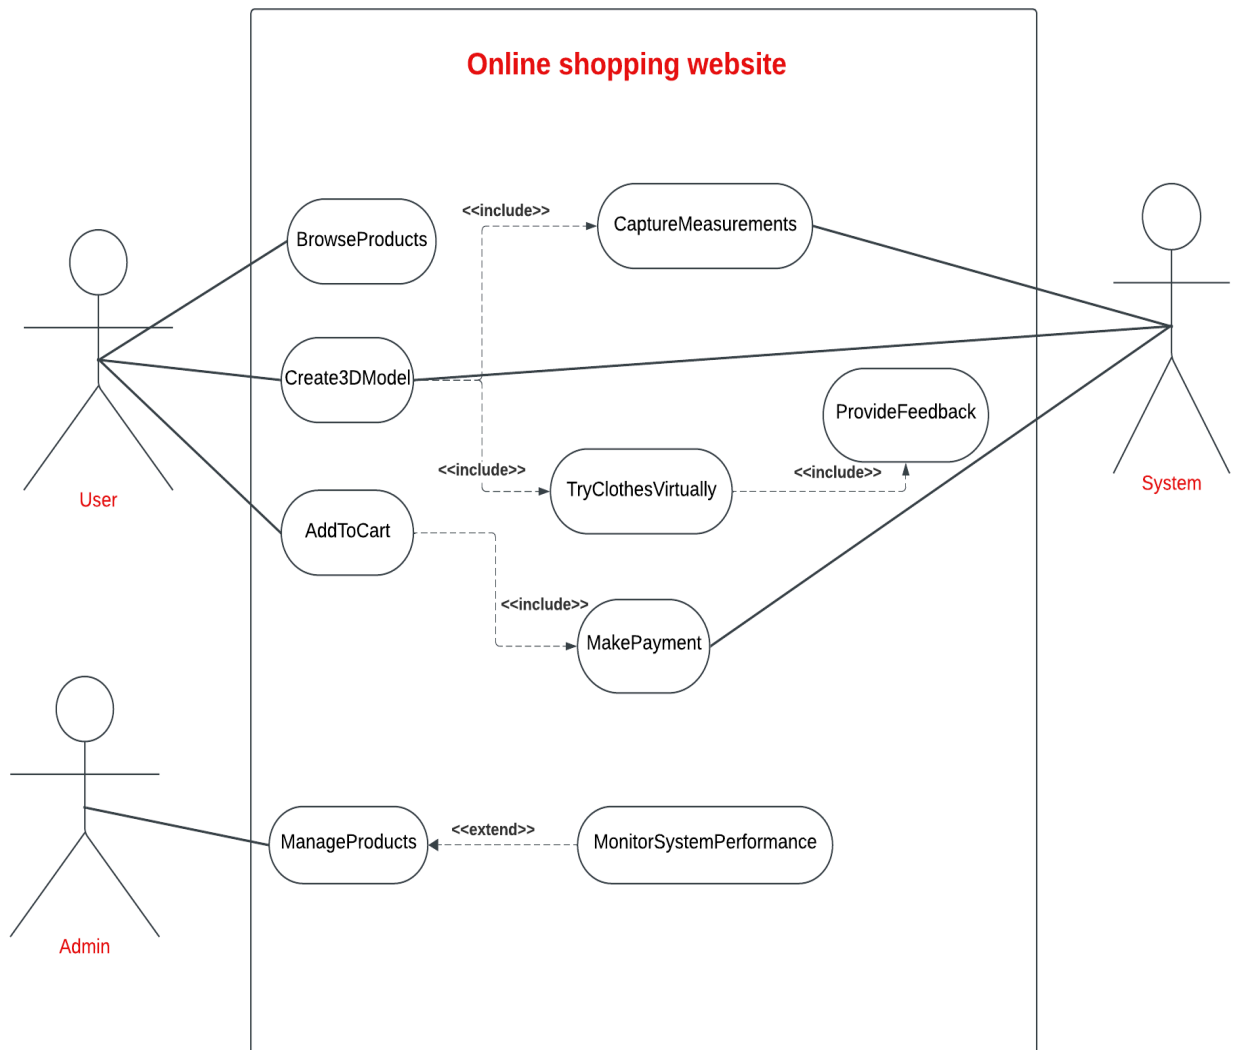 Online shopping website
<<include>>
CaptureMeasurements
BrowseProducts
Create3DModel
ProvideFeedback
<<include>>
<<include>>
TryClothesVirtually
System
User
AddToCart
<<include>>
MakePayment
<<extend>>
ManageProducts
MonitorSystemPerformance
Admin